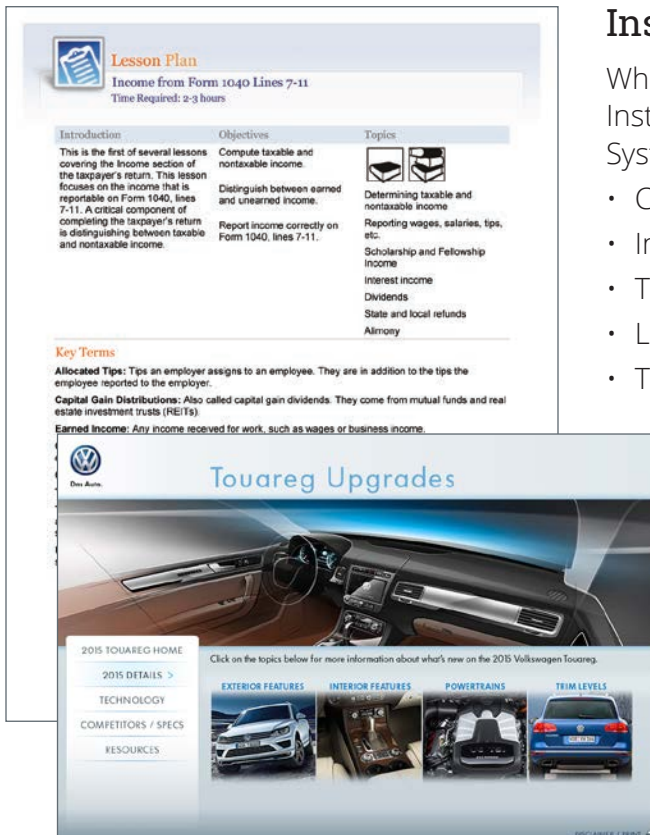 Lesson Plan
Income from Form 1040 Lines 7-11
Time Required: 2-3 hours
Introduction
This is the first of several lessons
covering the Income section of
the taxpayer's return. This lesson
focuses on the income that is
reportable on Form 1040, lines
7-11. A critical component of
completing the taxpayer's return
is distinguishing between taxable
and nontaxable income.
Objectives
Compute taxable and
nontaxable income.
Distinguish between earned
and unearned income.
Report income correctly on
Form 1040, lines 7-11.
Topics
Determining taxable and
nontaxable income
Reporting wages, salaries, tips,
etc.
Scholarship and Fellowship
Income
Interest income
Dividends
State and local refunds
Alimony
Key Terms
Allocated Tips: Tips an employer assigns to an employee. They are in addition to the tips the
employee reported to the employer.
Capital Gain Distributions: Also called capital gain dividends. They come from mutual funds and real
estate investment trusts (REITs).
Earned Income: Any income received for work, such as wages or business income.
Das Auto.
Touareg Upgrades
2015 TOUAREG HOME
2015 DETAILS >
TECHNOLOGY
COMPETITORS / SPECS
RESOURCES
Click on the topics below for more information about what's new on the 2015 Volkswagen Touareg.
EXTERIOR FEATURES INTERIOR FEATURES POWERTRAINS TRIM LEVELS
Ins
Wh
Inst
Syst
• C
• I
• T
• L
• T